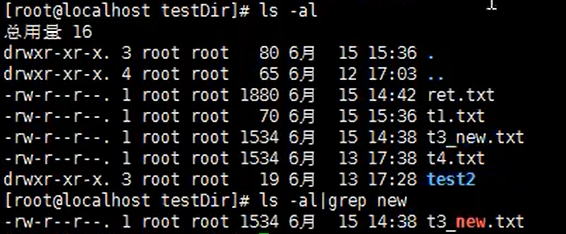 [root@localhost testDir]# ls -al
总用量 16
drwxr-xr-x. 3 root root   80 6月  15 15:36 .
drwxr-xr-x. 4 root root   65 6月  12 17:03 ..
-rw-r--r--. 1 root root 1880 6月  15 14:42 ret.txt
-rw-r--r--. 1 root root   70 6月  15 15:36 t1.txt
-rw-r--r--. 1 root root 1534 6月  15 14:38 t3_new.txt
-rw-r--r--. 1 root root 1534 6月  13 17:38 t4.txt
drwxr-xr-x. 3 root root   19 6月  13 17:28 test2
[root@localhost testDir]# ls -al|grep new
-rw-r--r--. 1 root root 1534 6月  15 14:38 t3_new.txt